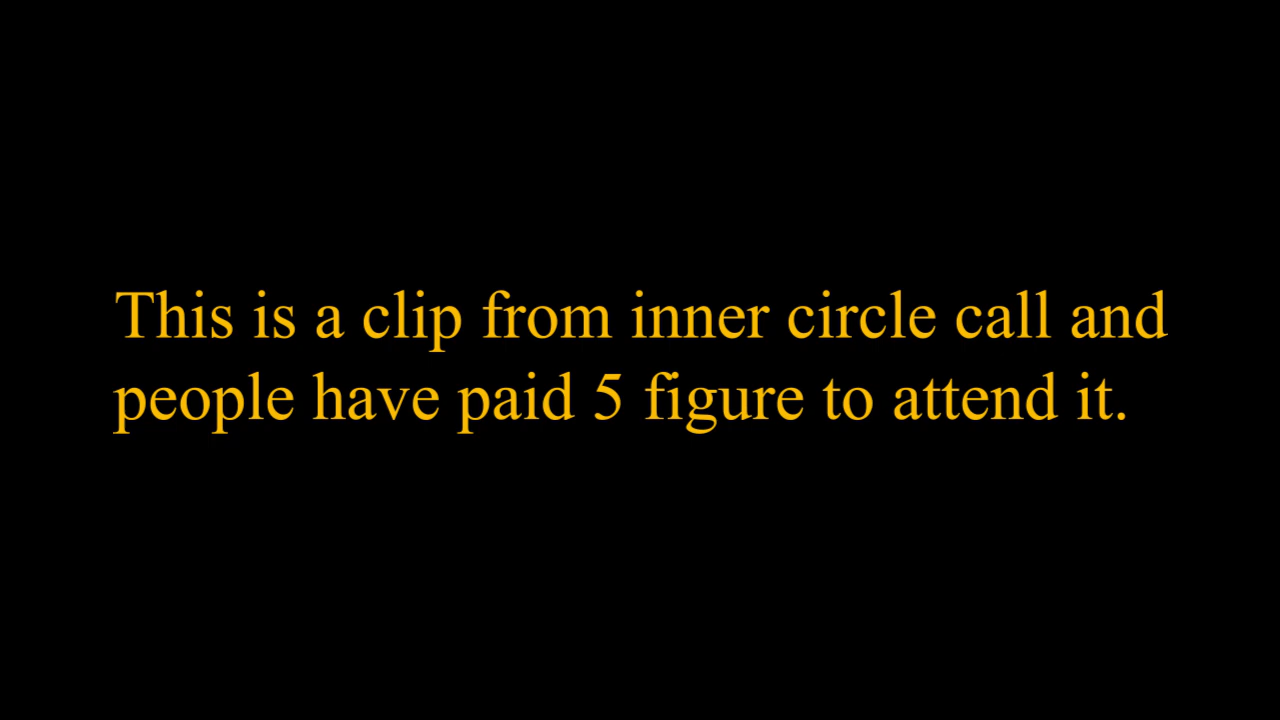 This is a clip from inner circle call and
people have paid 5 figure to attend it.